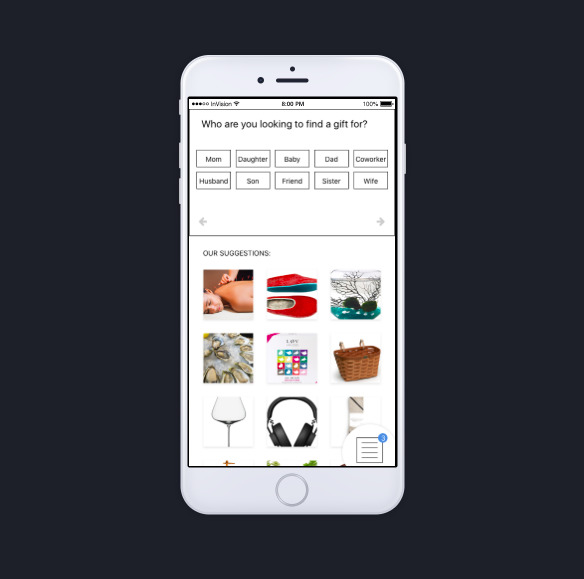 InVision 8:00 PM 100%
Who are you looking to find a gift for?
Mom Daughter Baby Dad Coworker
Husband Son Friend Sister Wife
OUR SUGGESTIONS:
3